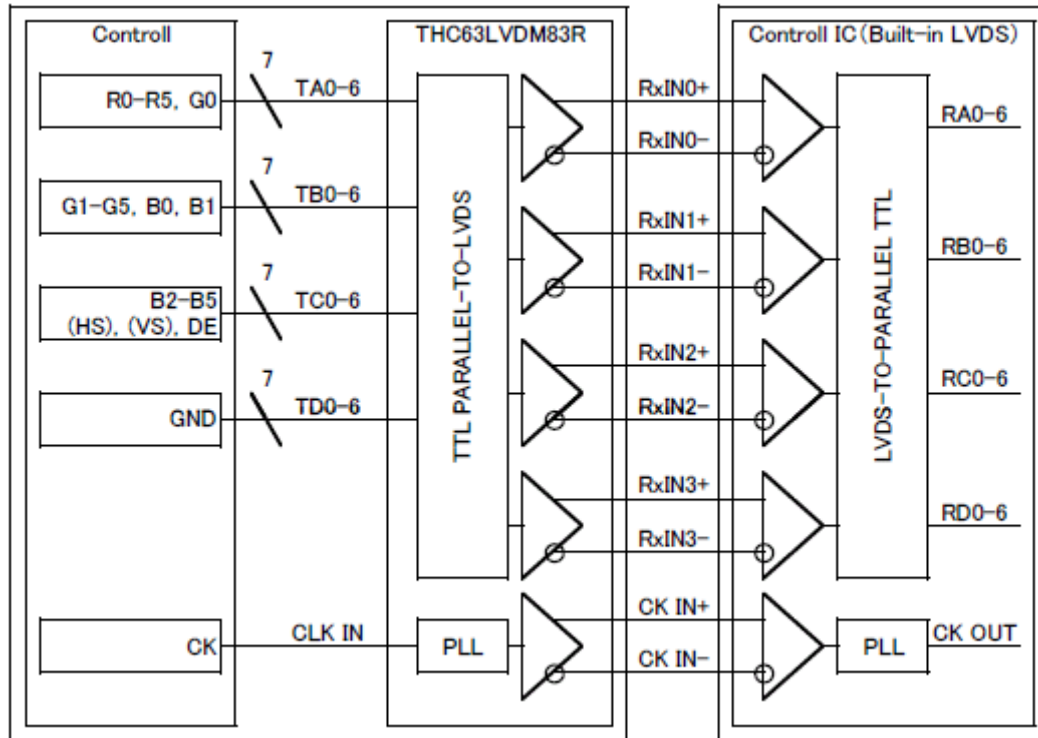 Controll
THC63LVDM83R
Controll IC(Built-in LVDS)
7
R0-R5, G0
TA0-6
RxIN0+
RxIN0-
RA0-6
7
G1-G5, B0, B1
TB0-6
RxIN1+
RxIN1-
RB0-6
7
B2-B5
(HS), (VS), DE
TC0-6
RxIN2+
RxIN2-
RC0-6
7
GND
TD0-6
RxIN3+
RxIN3-
RD0-6
TTL PARALLEL-TO-LVDS
LVDS-TO-PARALLEL TTL
CK
CLK IN
PLL
CK IN+
CK IN-
PLL
CK OUT